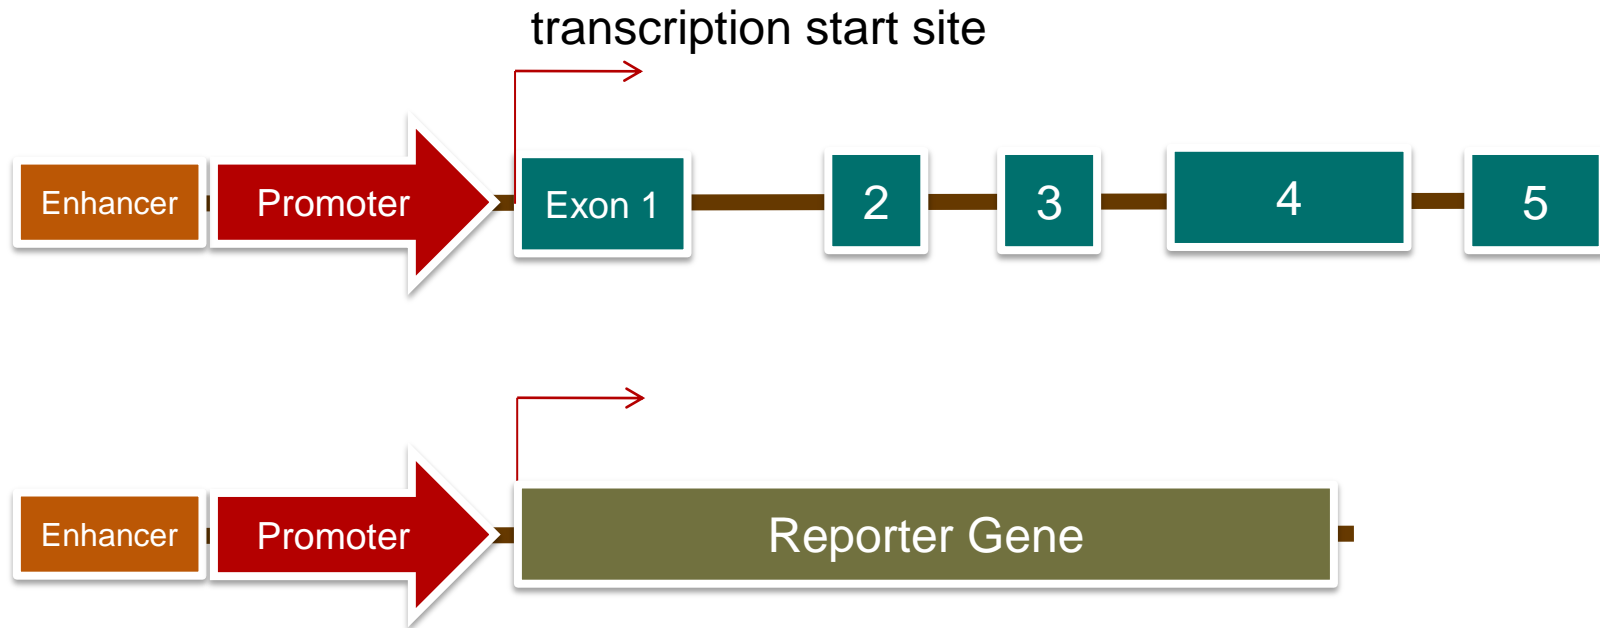 transcription start site
Enhancer Promoter Exon 1 2 3 4 5
Enhancer Promoter Reporter Gene